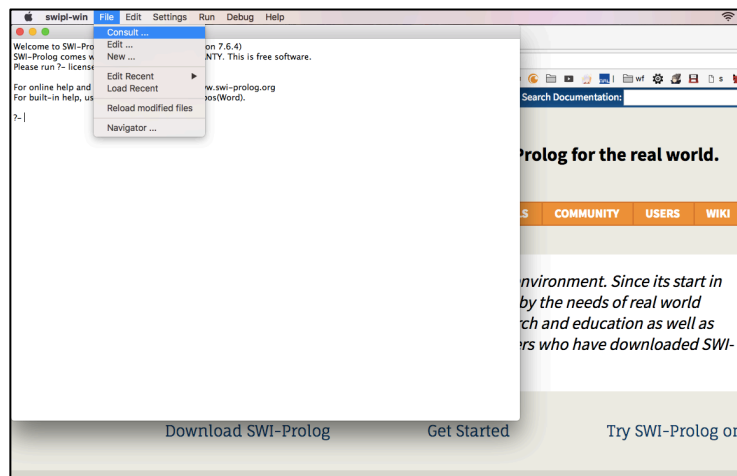 swipl-win File Edit Settings Run Debug Help
Consult ...
Edit ...
New ...
Edit Recent
Load Recent
Reload modified files
Navigator ...
Welcome to SWI-Pro on 7.6.4)
SWI-Prolog comes w NTY. This is free software.
Please run ?- license
For online help and w.swi-prolog.org
For built-in help, us pos(Word).
?-
wf s
Search Documentation:
Prolog for the real world.
LS COMMUNITY USERS WIKI
nvironment. Since its start in
by the needs of real world
rch and education as well as
ers who have downloaded SWI-
Download SWI-Prolog Get Started Try SWI-Prolog on